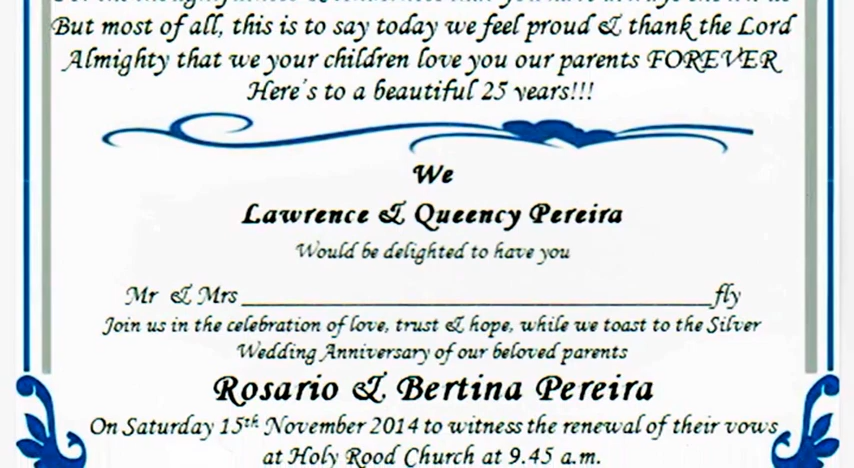 But most of all, this is to say today we feel proud & thank the Lord
Almighty that we your children love you our parents FOREVER
Here's to a beautiful 25 years!!!
We
Lawrence & Queency Pereira
Would be delighted to have you
Mr & Mrs____________________________________fly
Join us in the celebration of love, trust & hope, while we toast to the Silver
Wedding Anniversary of our beloved parents
Rosario & Bertina Pereira
On Saturday 15th November 2014 to witness the renewal of their vows
at Holy Rood Church at 9.45 a.m.